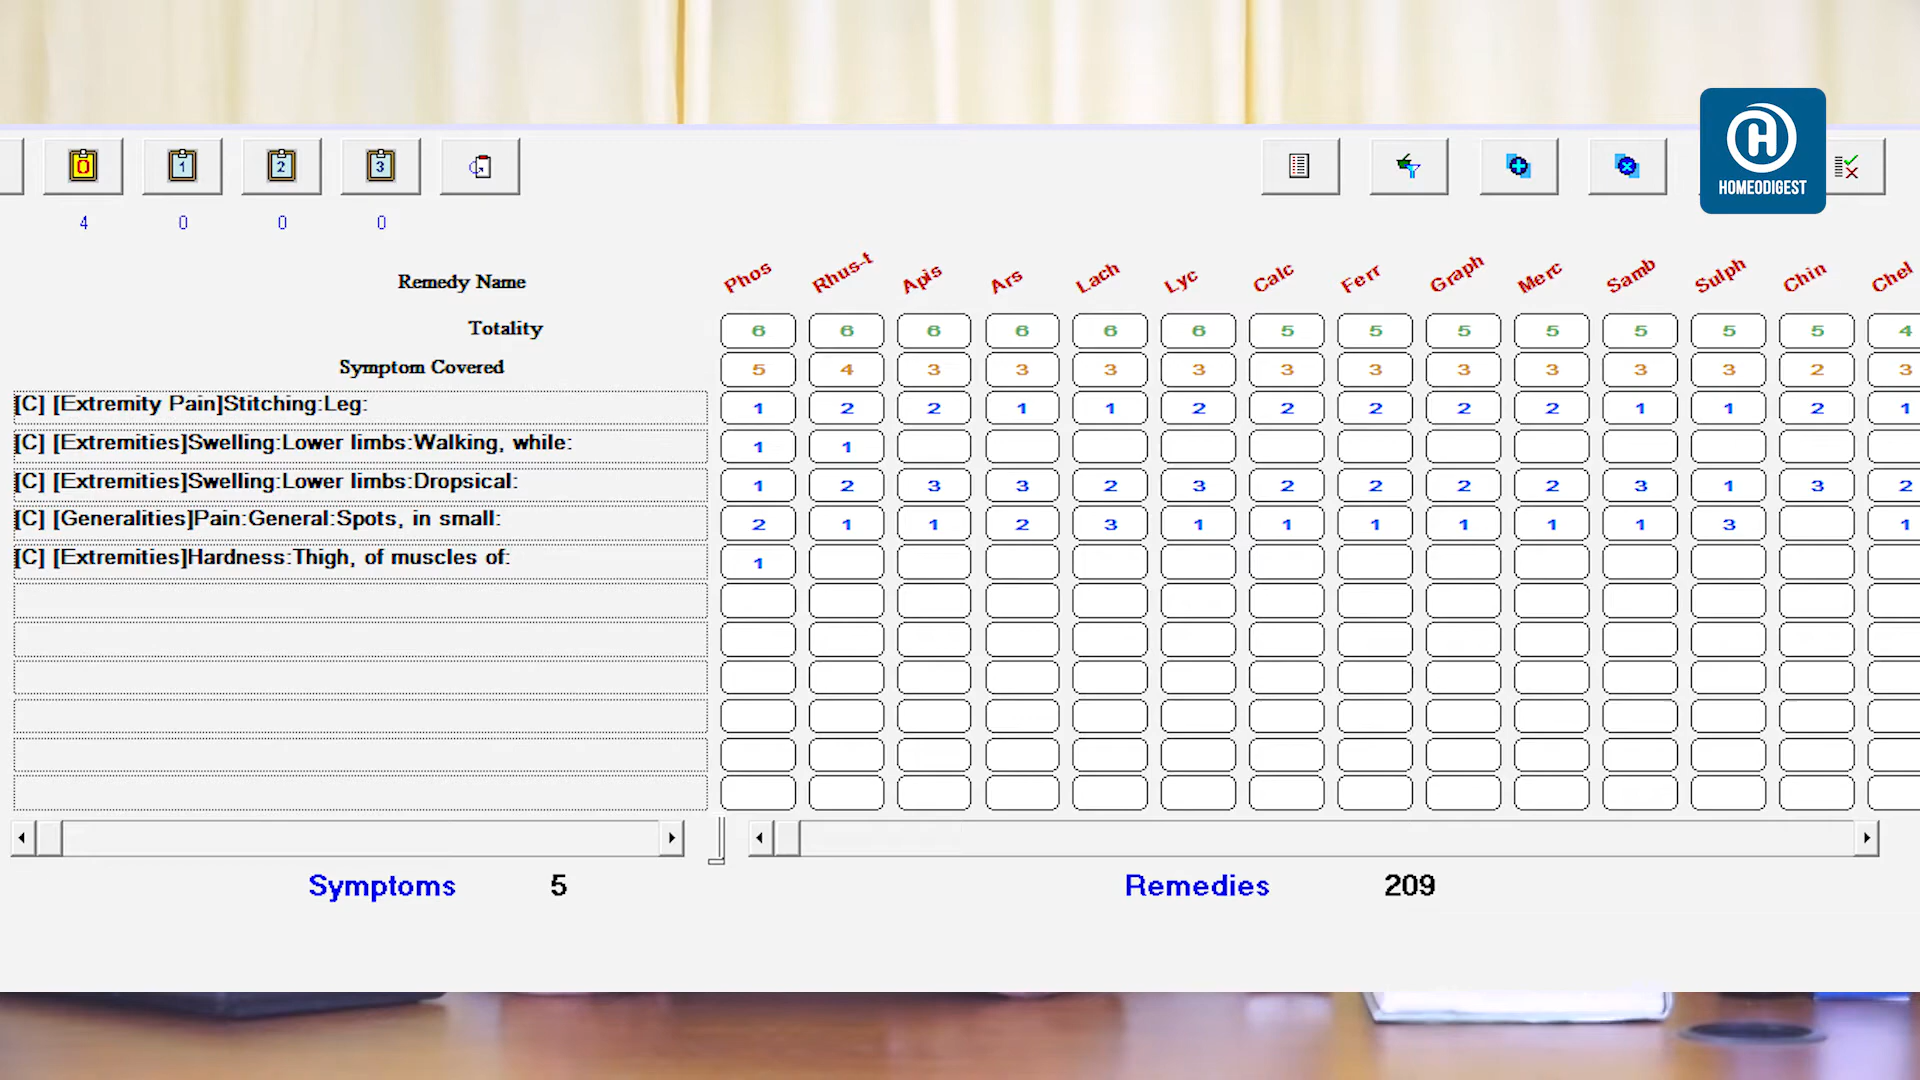 HOMEODIGEST
0 1 2 3
4 0 0 0
Remedy Name Phos Rhus-t Apis Ars Lach Lyc Calc Ferr Graph Merc Samb Sulph Chin Chel
Totality 6 6 6 6 6 6 5 5 5 5 5 5 5 4
Symptom Covered 5 4 3 3 3 3 3 3 3 3 3 3 2 3
[C] [Extremity Pain]Stitching:Leg: 1 2 2 1 1 2 2 2 2 2 1 1 2 1
[C] [Extremities]Swelling:Lower limbs:Walking, while: 1 1
[C] [Extremities]Swelling:Lower limbs:Dropsical: 1 2 3 3 2 3 2 2 2 2 3 1 3 2
[C] [Generalities]Pain:General:Spots, in small: 2 1 1 2 3 1 1 1 1 1 1 3 1
[C] [Extremities]Hardness:Thigh, of muscles of: 1
Symptoms 5 Remedies 209